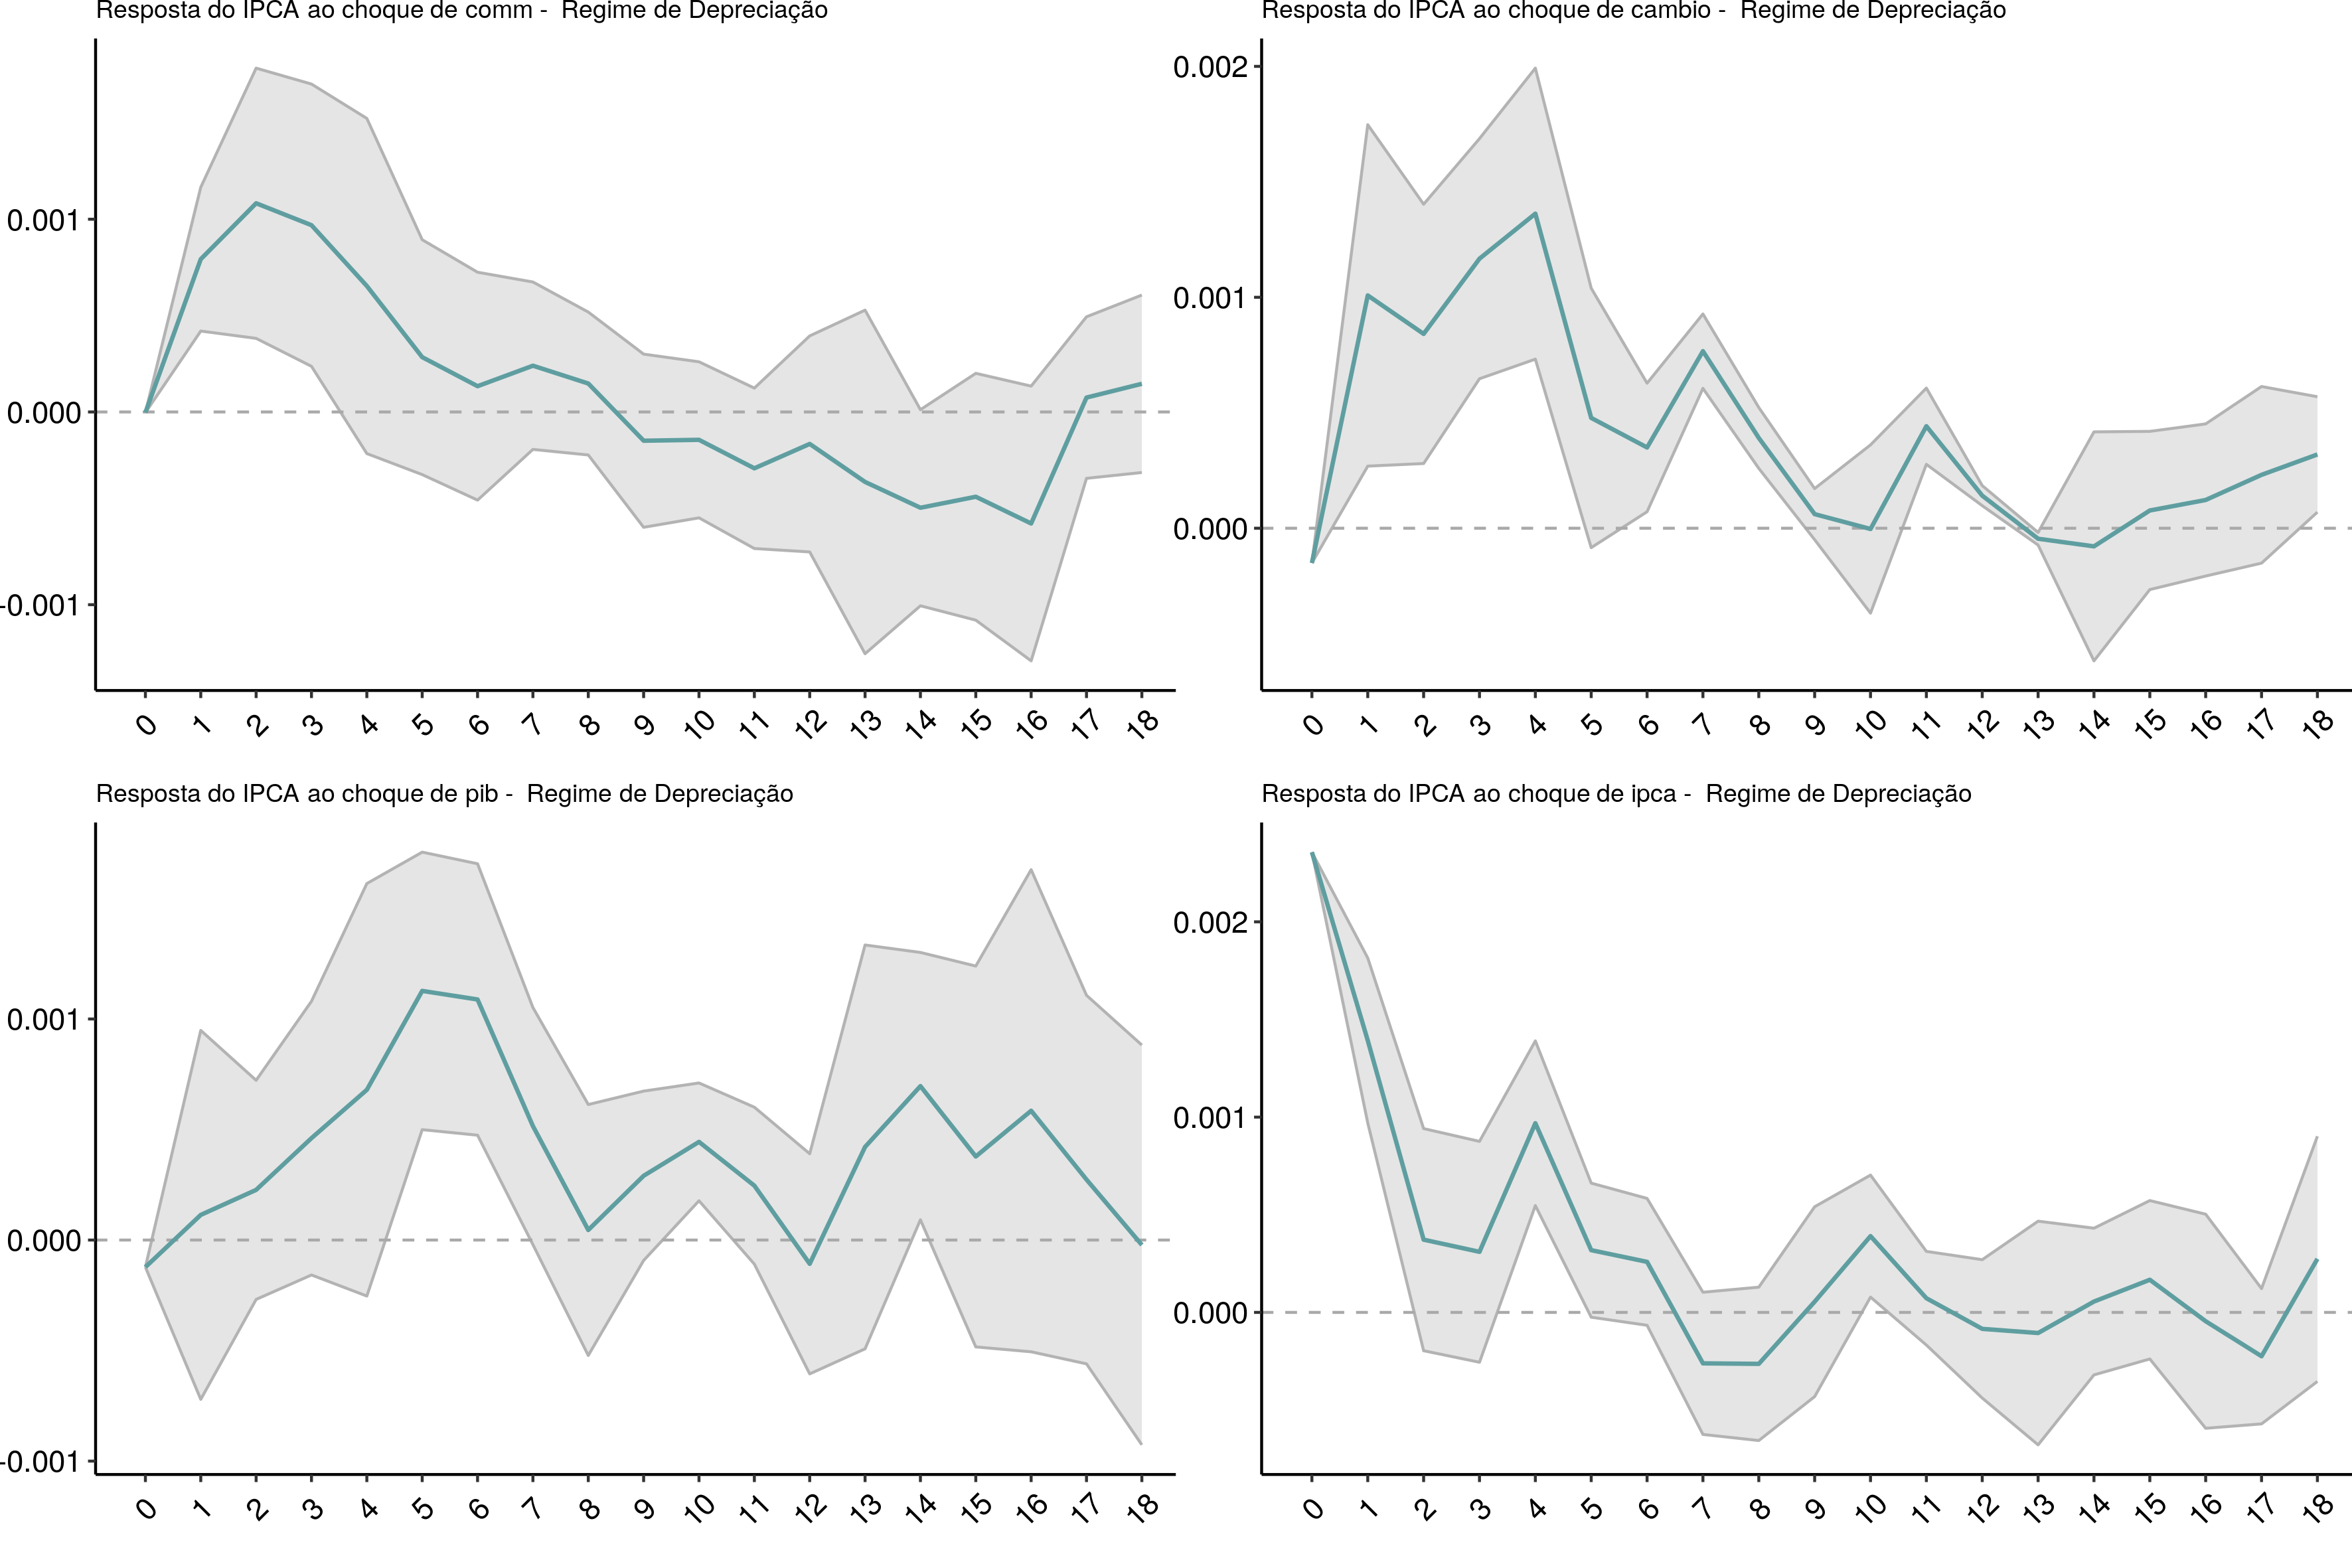 Resposta do IPCA ao choque de comm - Regime de Depreciação
0.001
0.000
-0.001
0 1 2 3 4 5 6 7 8 9 10 11 12 13 14 15 16 17 18
Resposta do IPCA ao choque de cambio - Regime de Depreciação
0.002
0.001
0.000
0 1 2 3 4 5 6 7 8 9 10 11 12 13 14 15 16 17 18
Resposta do IPCA ao choque de pib - Regime de Depreciação
0.001
0.000
-0.001
0 1 2 3 4 5 6 7 8 9 10 11 12 13 14 15 16 17 18
Resposta do IPCA ao choque de ipca - Regime de Depreciação
0.002
0.001
0.000
0 1 2 3 4 5 6 7 8 9 10 11 12 13 14 15 16 17 18